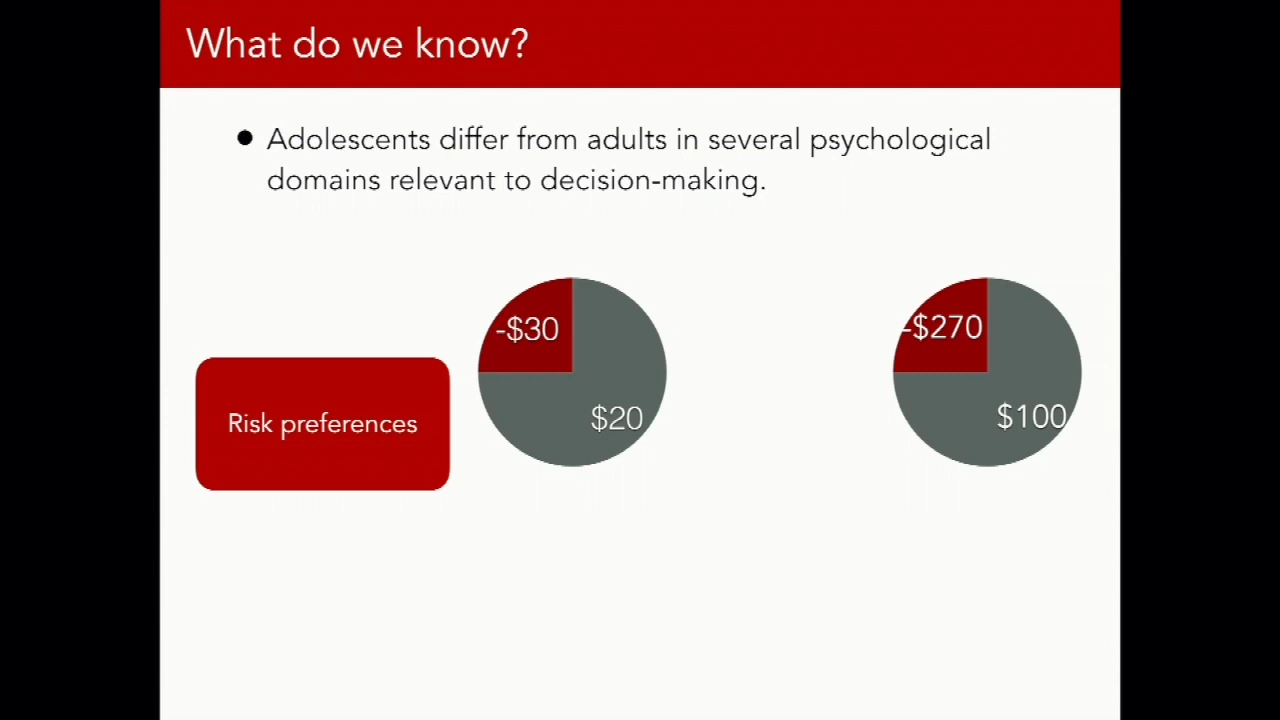 What do we know?
● Adolescents differ from adults in several psychological
domains relevant to decision-making.
-$30
$20
-$270
$100
Risk preferences